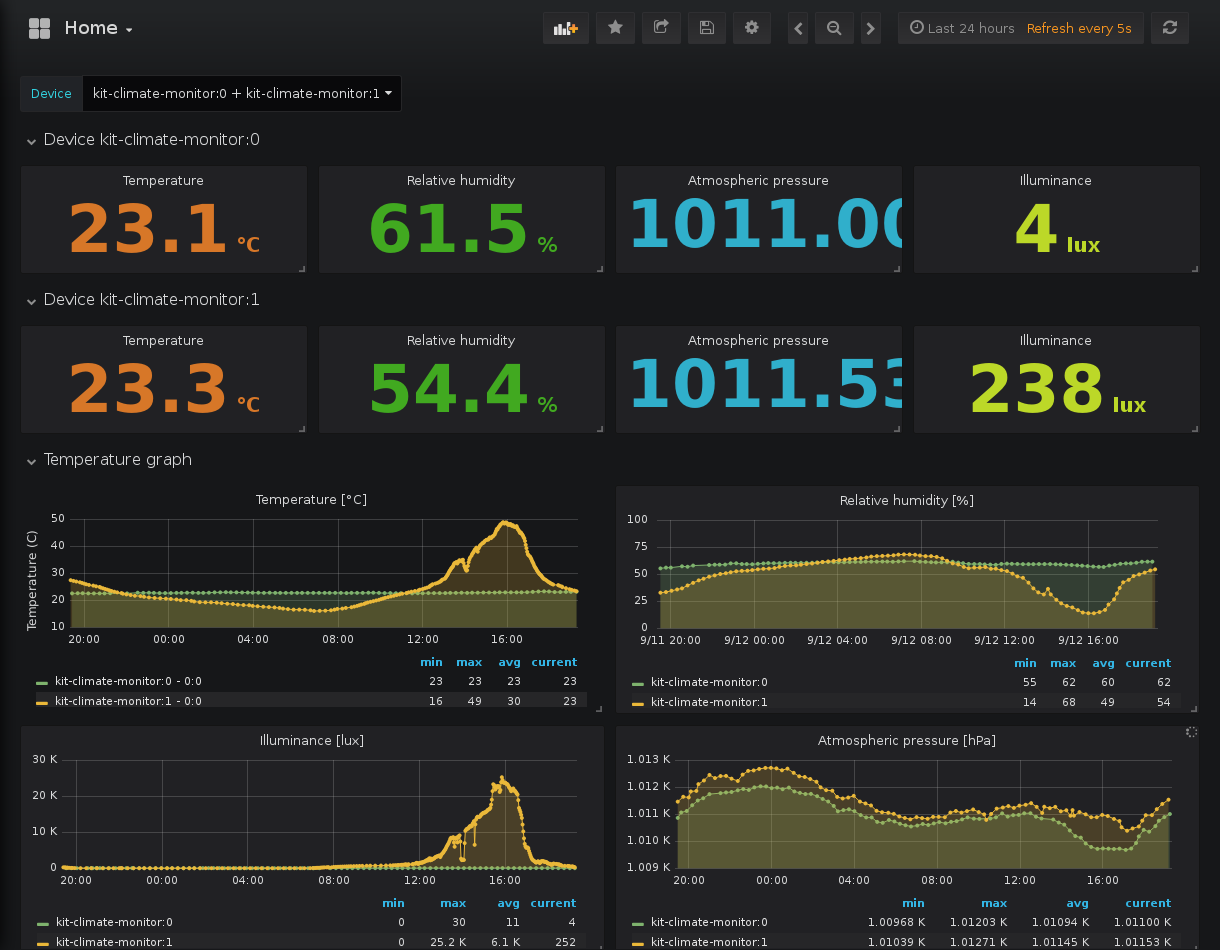 Home
Last 24 hours Refresh every 5s
Device kit-climate-monitor:0 + kit-climate-monitor:1
Device kit-climate-monitor:0
Temperature Relative humidity Atmospheric pressure Illuminance
23.1 °C 61.5 % 1011.00 4 lux
Device kit-climate-monitor:1
Temperature Relative humidity Atmospheric pressure Illuminance
23.3 °C 54.4 % 1011.53 238 lux
Temperature graph
Temperature [°C]
Temperature (C)
50
40
30
20
10
20:00 00:00 04:00 08:00 12:00 16:00
min max avg current
kit-climate-monitor:0 - 0:0 23 23 23 23
kit-climate-monitor:1 - 0:0 16 49 30 23
Relative humidity [%]
100
75
50
25
0
9/11 20:00 9/12 00:00 9/12 04:00 9/12 08:00 9/12 12:00 9/12 16:00
min max avg current
kit-climate-monitor:0 55 62 60 62
kit-climate-monitor:1 14 68 49 54
Illuminance [lux]
30 K
20 K
10 K
0
20:00 00:00 04:00 08:00 12:00 16:00
min max avg current
kit-climate-monitor:0 0 30 11 4
kit-climate-monitor:1 0 25.2 K 6.1 K 252
Atmospheric pressure [hPa]
1.013 K
1.012 K
1.011 K
1.010 K
1.009 K
20:00 00:00 04:00 08:00 12:00 16:00
min max avg current
kit-climate-monitor:0 1.00968 K 1.01203 K 1.01094 K 1.01100 K
kit-climate-monitor:1 1.01039 K 1.01271 K 1.01145 K 1.01153 K